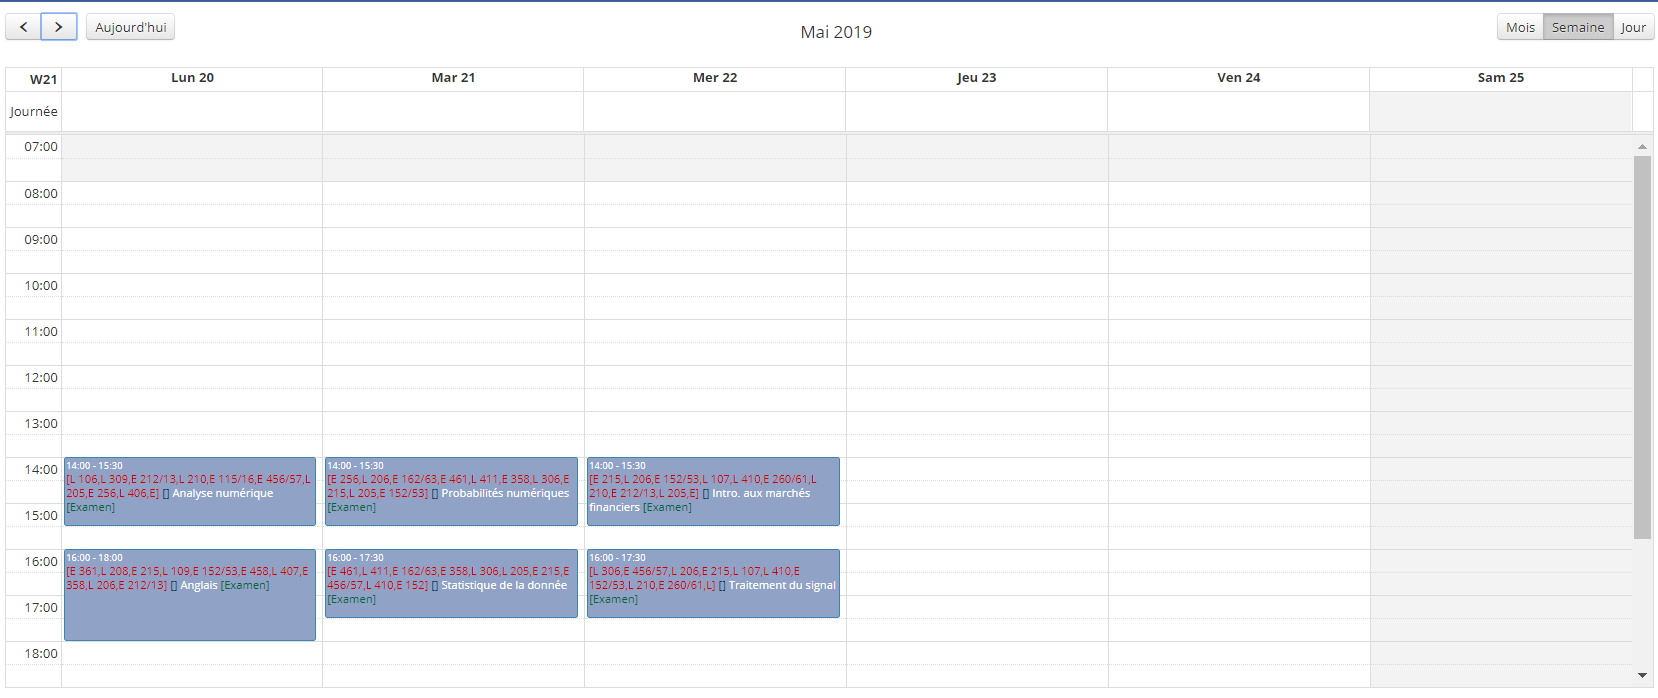 Aujourd'hui
Mai 2019
Mois Semaine Jour
W21 Lun 20 Mar 21 Mer 22 Jeu 23 Ven 24 Sam 25
Journée
07:00
08:00
09:00
10:00
11:00
12:00
13:00
14:00
15:00
16:00
17:00
18:00
14:00 - 15:30
[L 106,L 309,E 212/13,L 210,E 115/16,E 456/57,L
205,E 256,L 406,E] [] Analyse numérique
[Examen]
16:00 - 18:00
[E 361,L 208,E 215,L 109,E 152/53,E 458,L 407,E
358,L 206,E 212/13] [] Anglais [Examen]
14:00 - 15:30
[E 256,L 206,E 162/63,E 461,L 411,E 358,L 306,E
215,L 205,E 152/53] [] Probabilités numériques
[Examen]
16:00 - 17:30
[E 461,L 411,E 162/63,E 358,L 306,L 205,E 215,E
456/57,L 410,E 152] [] Statistique de la donnée
[Examen]
14:00 - 15:30
[E 215,L 206,E 152/53,L 107,L 410,E 260/61,L
210,E 212/13,L 205,E] [] Intro. aux marchés
financiers [Examen]
16:00 - 17:30
[L 306,E 456/57,L 206,E 215,L 107,L 410,E
152/53,L 210,E 260/61,L] [] Traitement du signal
[Examen]